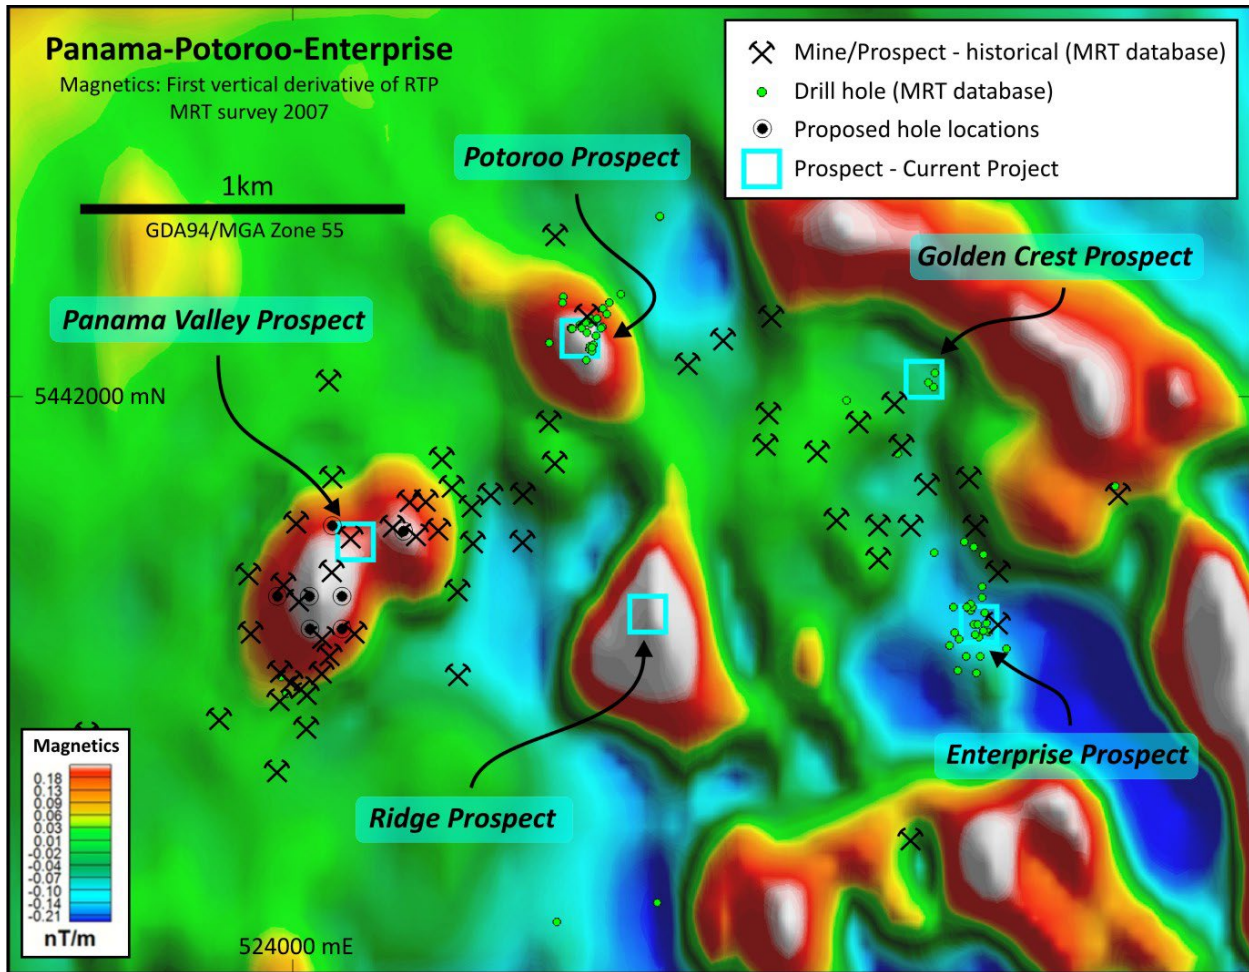 Panama-Potoroo-Enterprise
Magnetics: First vertical derivative of RTP
MRT survey 2007
1km
GDA94/MGA Zone 55
Mine/Prospect - historical (MRT database)
Drill hole (MRT database)
Proposed hole locations
Prospect - Current Project
Potoroo Prospect
Golden Crest Prospect
Panama Valley Prospect
5442000 mN
Enterprise Prospect
Ridge Prospect
Magnetics
0.18
0.13
0.09
0.06
0.03
0.01
-0.02
-0.04
-0.07
-0.10
-0.14
-0.21
nT/m
524000 mE